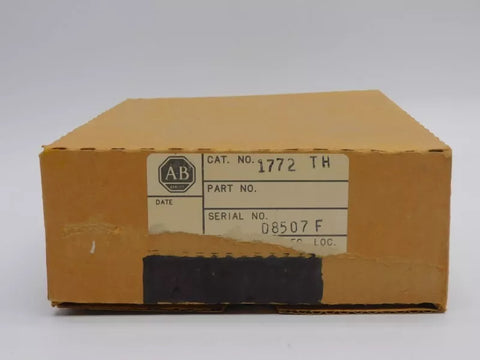 AB
CAT. NO. 1772 TH
PART NO.
DATE
SERIAL NO. 08507 F
LOC.